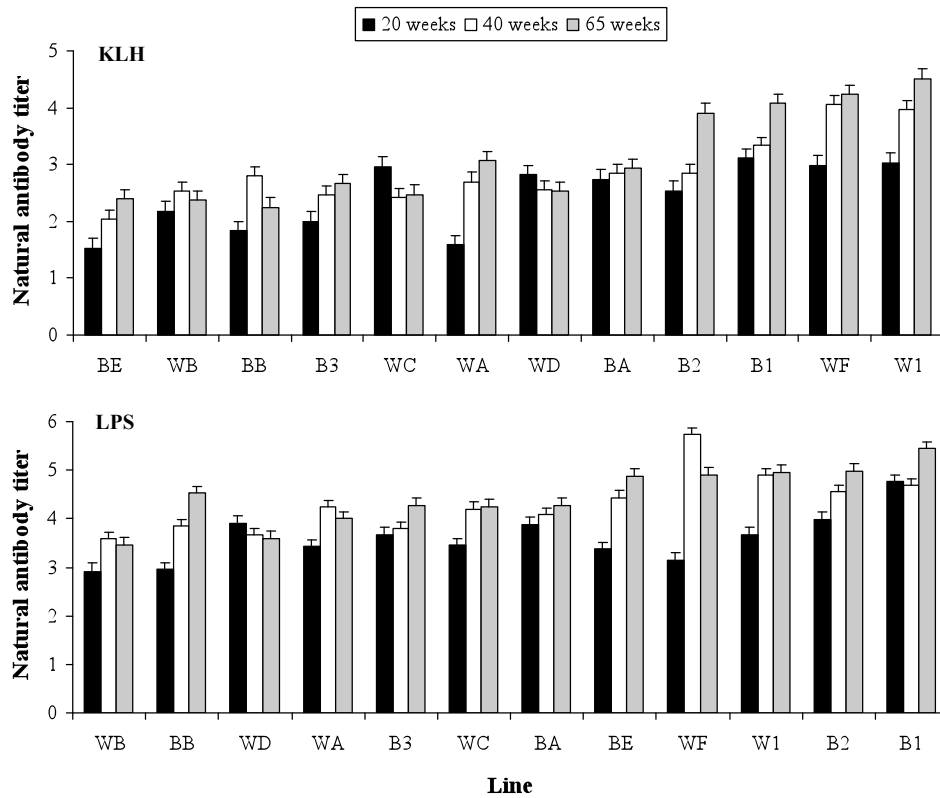 20 weeks 40 weeks 65 weeks
KLH
Natural antibody titer
5
4
3
2
1
0
BE WB BB B3 WC WA WD BA B2 B1 WF W1
LPS
Natural antibody titer
6
5
4
3
2
1
0
WB BB WD WA B3 WC BA BE WF W1 B2 B1
Line